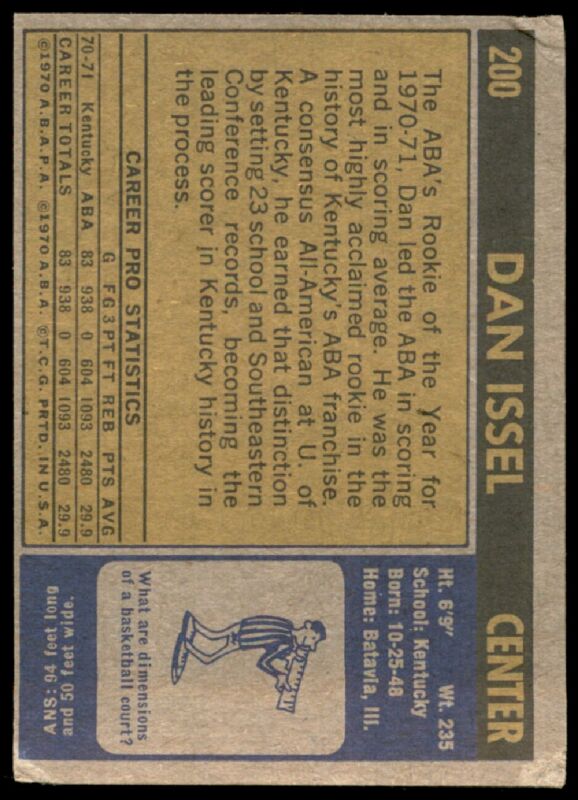 200 DAN ISSEL CENTER
The ABA's Rookie of the Year for
1970-71, Dan led the ABA in scoring
and in scoring average. He was the
most highly acclaimed rookie in the
history of Kentucky's ABA franchise.
A consensus All-American at U. of
Kentucky, he earned that distinction
by setting 23 school and Southeastern
Conference records, becoming the
leading scorer in Kentucky history in
the process.
CAREER PRO STATISTICS
G FG 3PT FT REB PTS AVG
70-71 Kentucky ABA 83 938 0 604 1093 2480 29.9
CAREER TOTALS 83 938 0 604 1093 2480 29.9
©1970 A.B.A.P.A. ©1970 A.B.A. ©T.C.G. PRTD. IN U.S.A.
Ht. 6'9" Wt. 235
School: Kentucky
Born: 10-25-48
Home: Batavia, Ill.
What are dimensions
of a basketball court?
ANS: 94 feet long
and 50 feet wide.